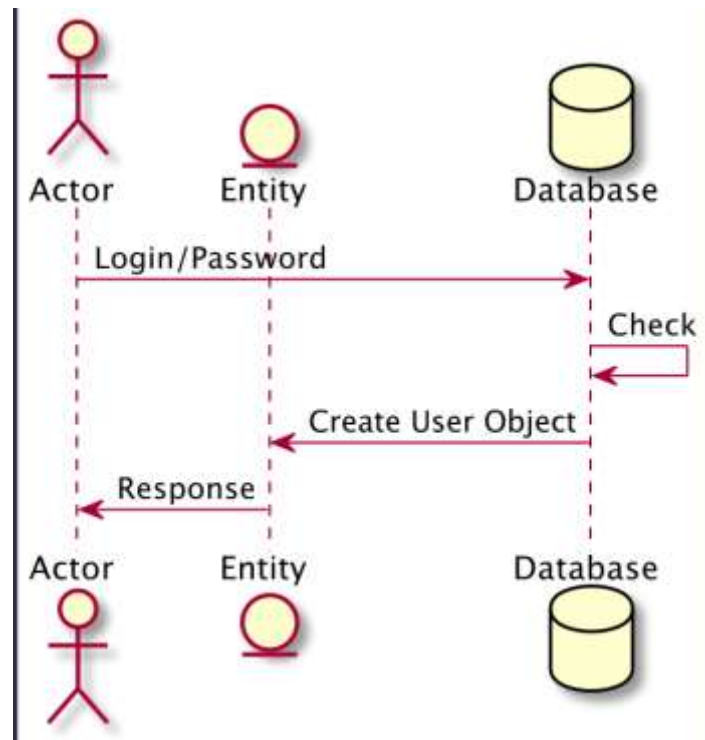 Actor Entity Database
Login/Password
Check
Create User Object
Response
Actor Entity Database